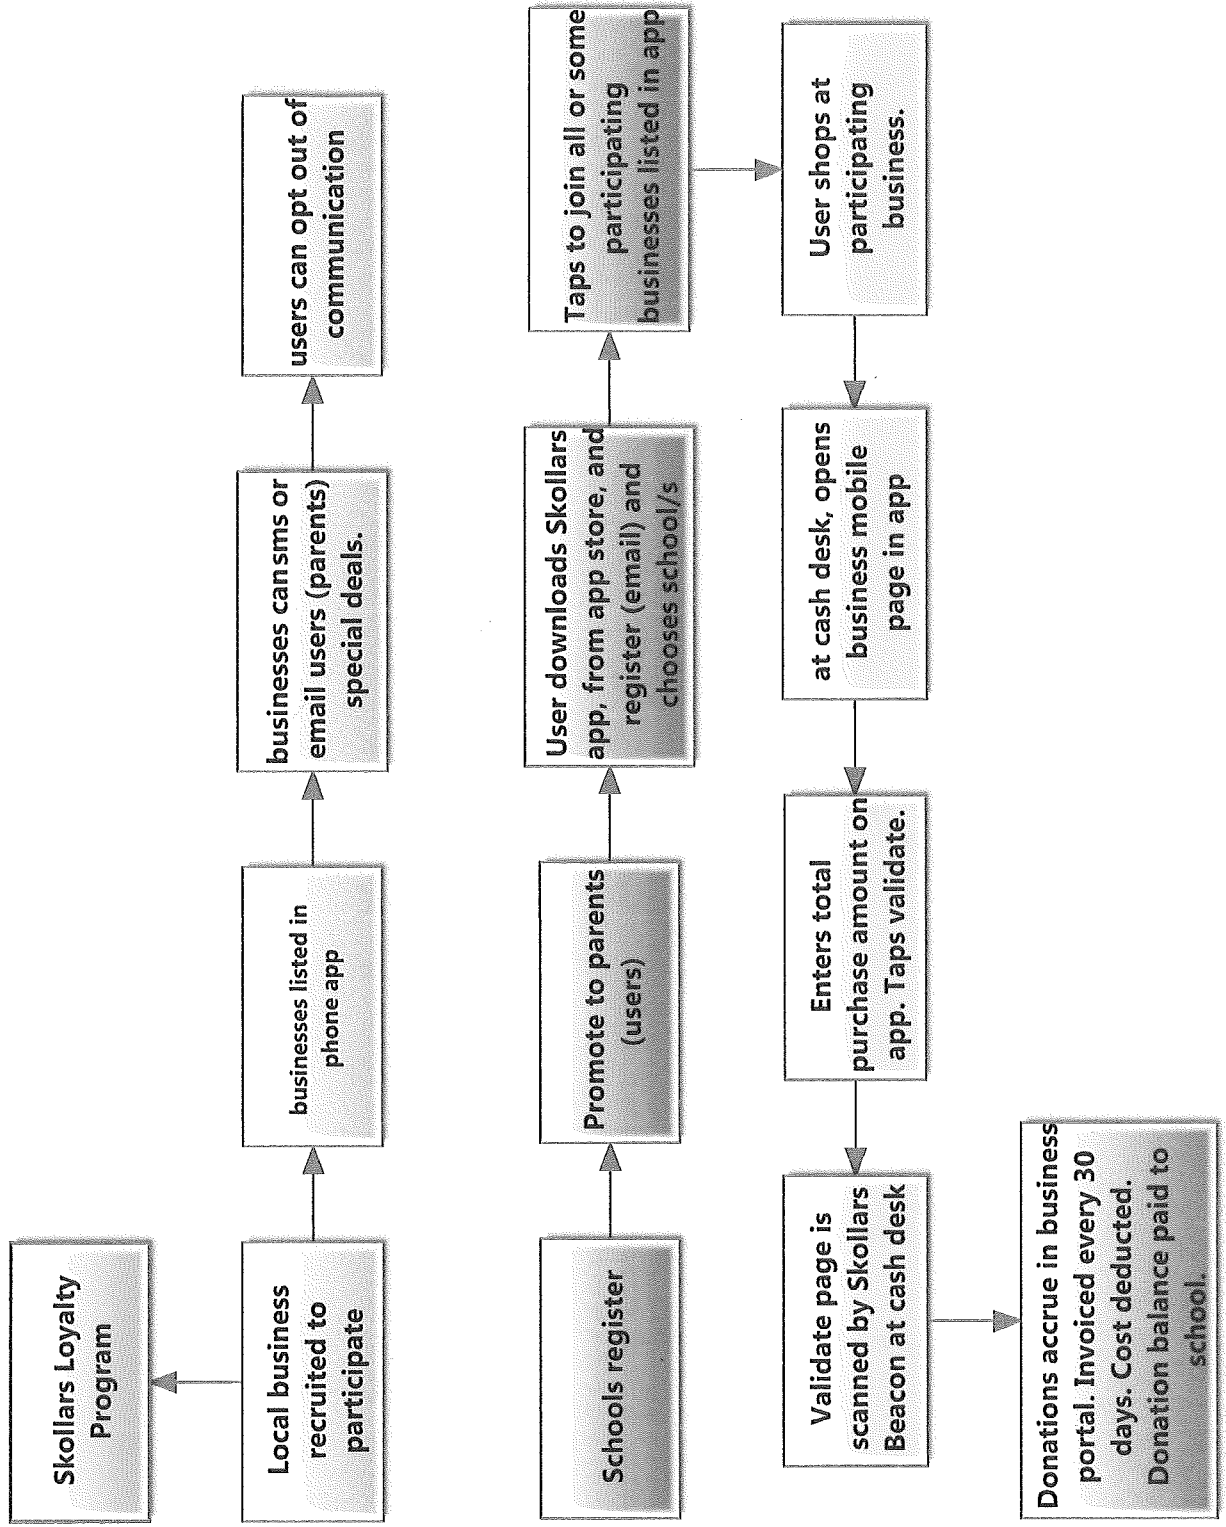 Skollars Loyalty
Program
Local business
recruited to
participate
businesses listed in
phone app
businesses cansms or
email users (parents)
special deals.
users can opt out of
communication
Schools register
Promote to parents
(users)
User downloads Skollars
app, from app store, and
register (email) and
chooses school/s
Taps to join all or some
participating
businesses listed in app
User shops at
participating
business.
at cash desk, opens
business mobile
page in app
Enters total
purchase amount on
app. Taps validate.
Validate page is
scanned by Skollars
Beacon at cash desk
Donations accrue in business
portal. Invoiced every 30
days. Cost deducted.
Donation balance paid to
school.